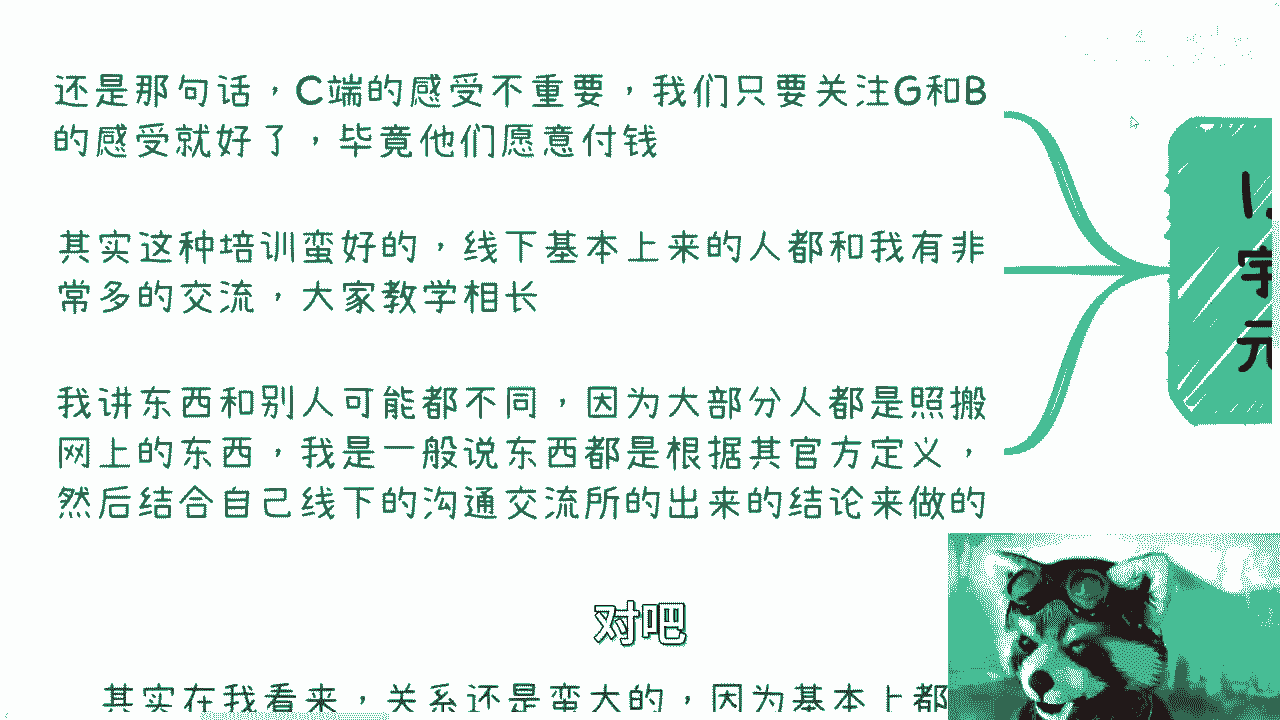 还是那句话，C端的感受不重要，我们只要关注G和B
的感受就好了，毕竟他们愿意付钱
其实这种培训蛮好的，线下基本上来的人都和我有非
常多的交流，大家教学相长
我讲东西和别人可能都不同，因为大部分人都是照搬
网上的东西，我是一般说东西都是根据其官方定义，
然后结合自己线下的沟通交流所的出来的结论来做的
对吧
其实在我看来，关系还是蛮大的，因为基本上都